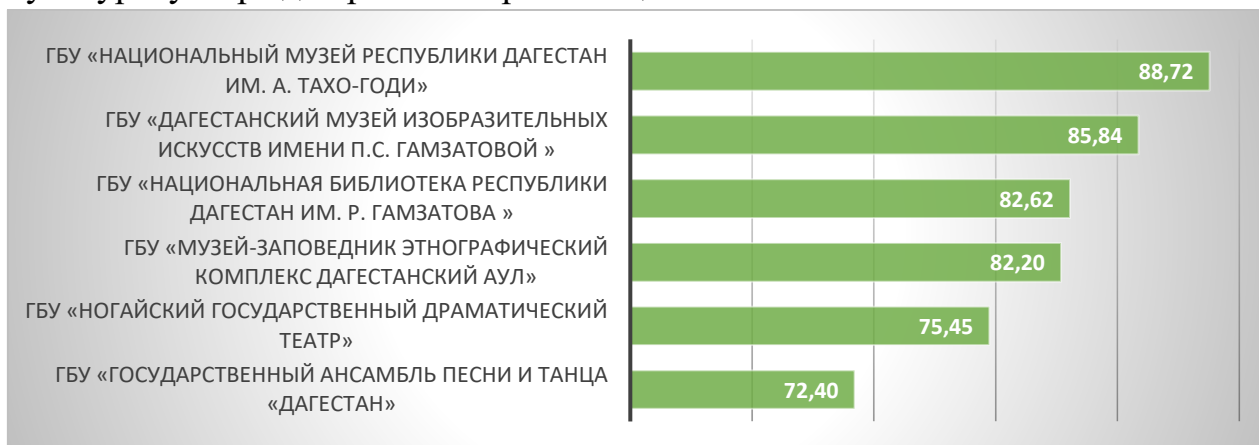 ГБУ «НАЦИОНАЛЬНЫЙ МУЗЕЙ РЕСПУБЛИКИ ДАГЕСТАН
ИМ. А. ТАХО-ГОДИ»
88,72
ГБУ «ДАГЕСТАНСКИЙ МУЗЕЙ ИЗОБРАЗИТЕЛЬНЫХ
ИСКУССТВ ИМЕНИ П.С. ГАМЗАТОВОЙ »
85,84
ГБУ «НАЦИОНАЛЬНАЯ БИБЛИОТЕКА РЕСПУБЛИКИ
ДАГЕСТАН ИМ. Р. ГАМЗАТОВА »
82,62
ГБУ «МУЗЕЙ-ЗАПОВЕДНИК ЭТНОГРАФИЧЕСКИЙ
КОМПЛЕКС ДАГЕСТАНСКИЙ АУЛ»
82,20
ГБУ «НОГАЙСКИЙ ГОСУДАРСТВЕННЫЙ ДРАМАТИЧЕСКИЙ
ТЕАТР»
75,45
ГБУ «ГОСУДАРСТВЕННЫЙ АНСАМБЛЬ ПЕСНИ И ТАНЦА
«ДАГЕСТАН»
72,40